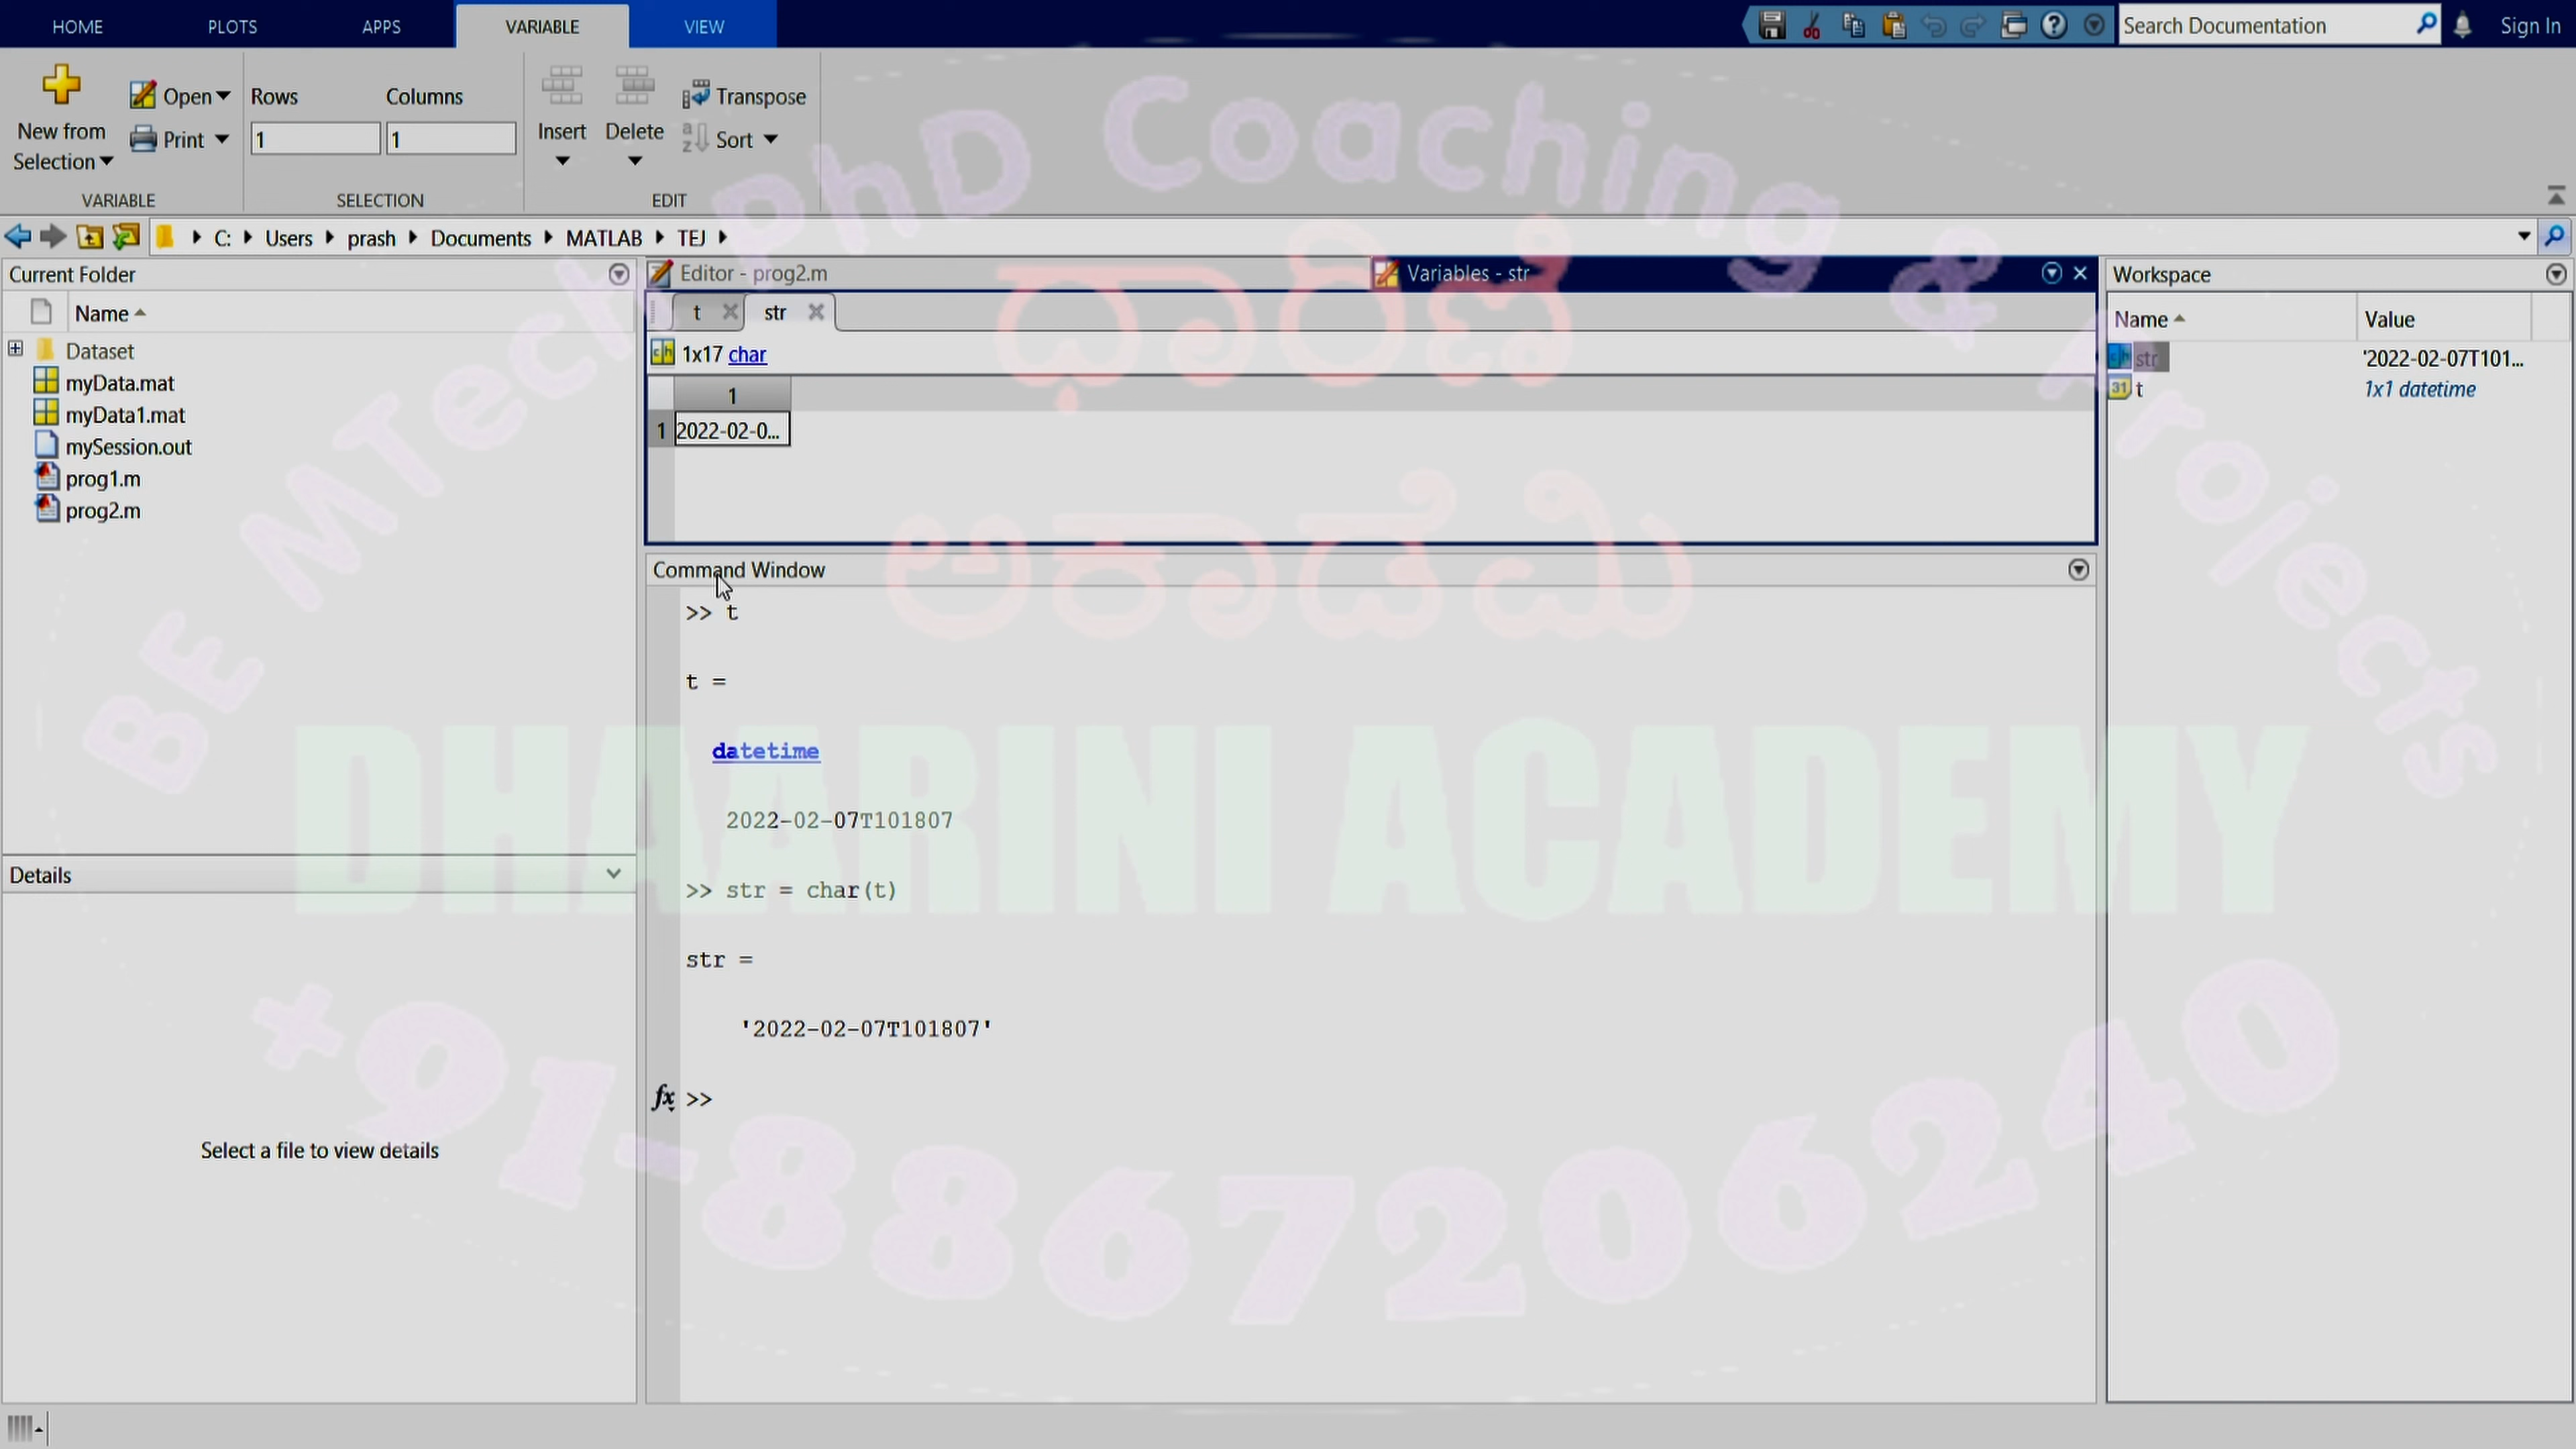 HOME PLOTS APPS VARIABLE VIEW Search Documentation Sign In
New from Selection Open Print Rows Columns Insert Delete Transpose Sort
1 1
VARIABLE SELECTION EDIT
C: Users prash Documents MATLAB TEJ
Current Folder
Name
Dataset
myData.mat
myData1.mat
mySession.out
prog1.m
prog2.m
Details
Select a file to view details
Editor - prog2.m Variables - str
t str
1x17 char
1
1 2022-02-0...
Command Window
>> t
t =
datetime
2022-02-07T101807
>> str = char(t)
str =
'2022-02-07T101807'
fx >>
Workspace
Name Value
str '2022-02-07T101...
t 1x1 datetime
BE MTech PhD Coaching & Projects
ಧಾರಿಣಿ
ಅಕಾಡಮಿ
DHAARINI ACADEMY
+91-8867206240